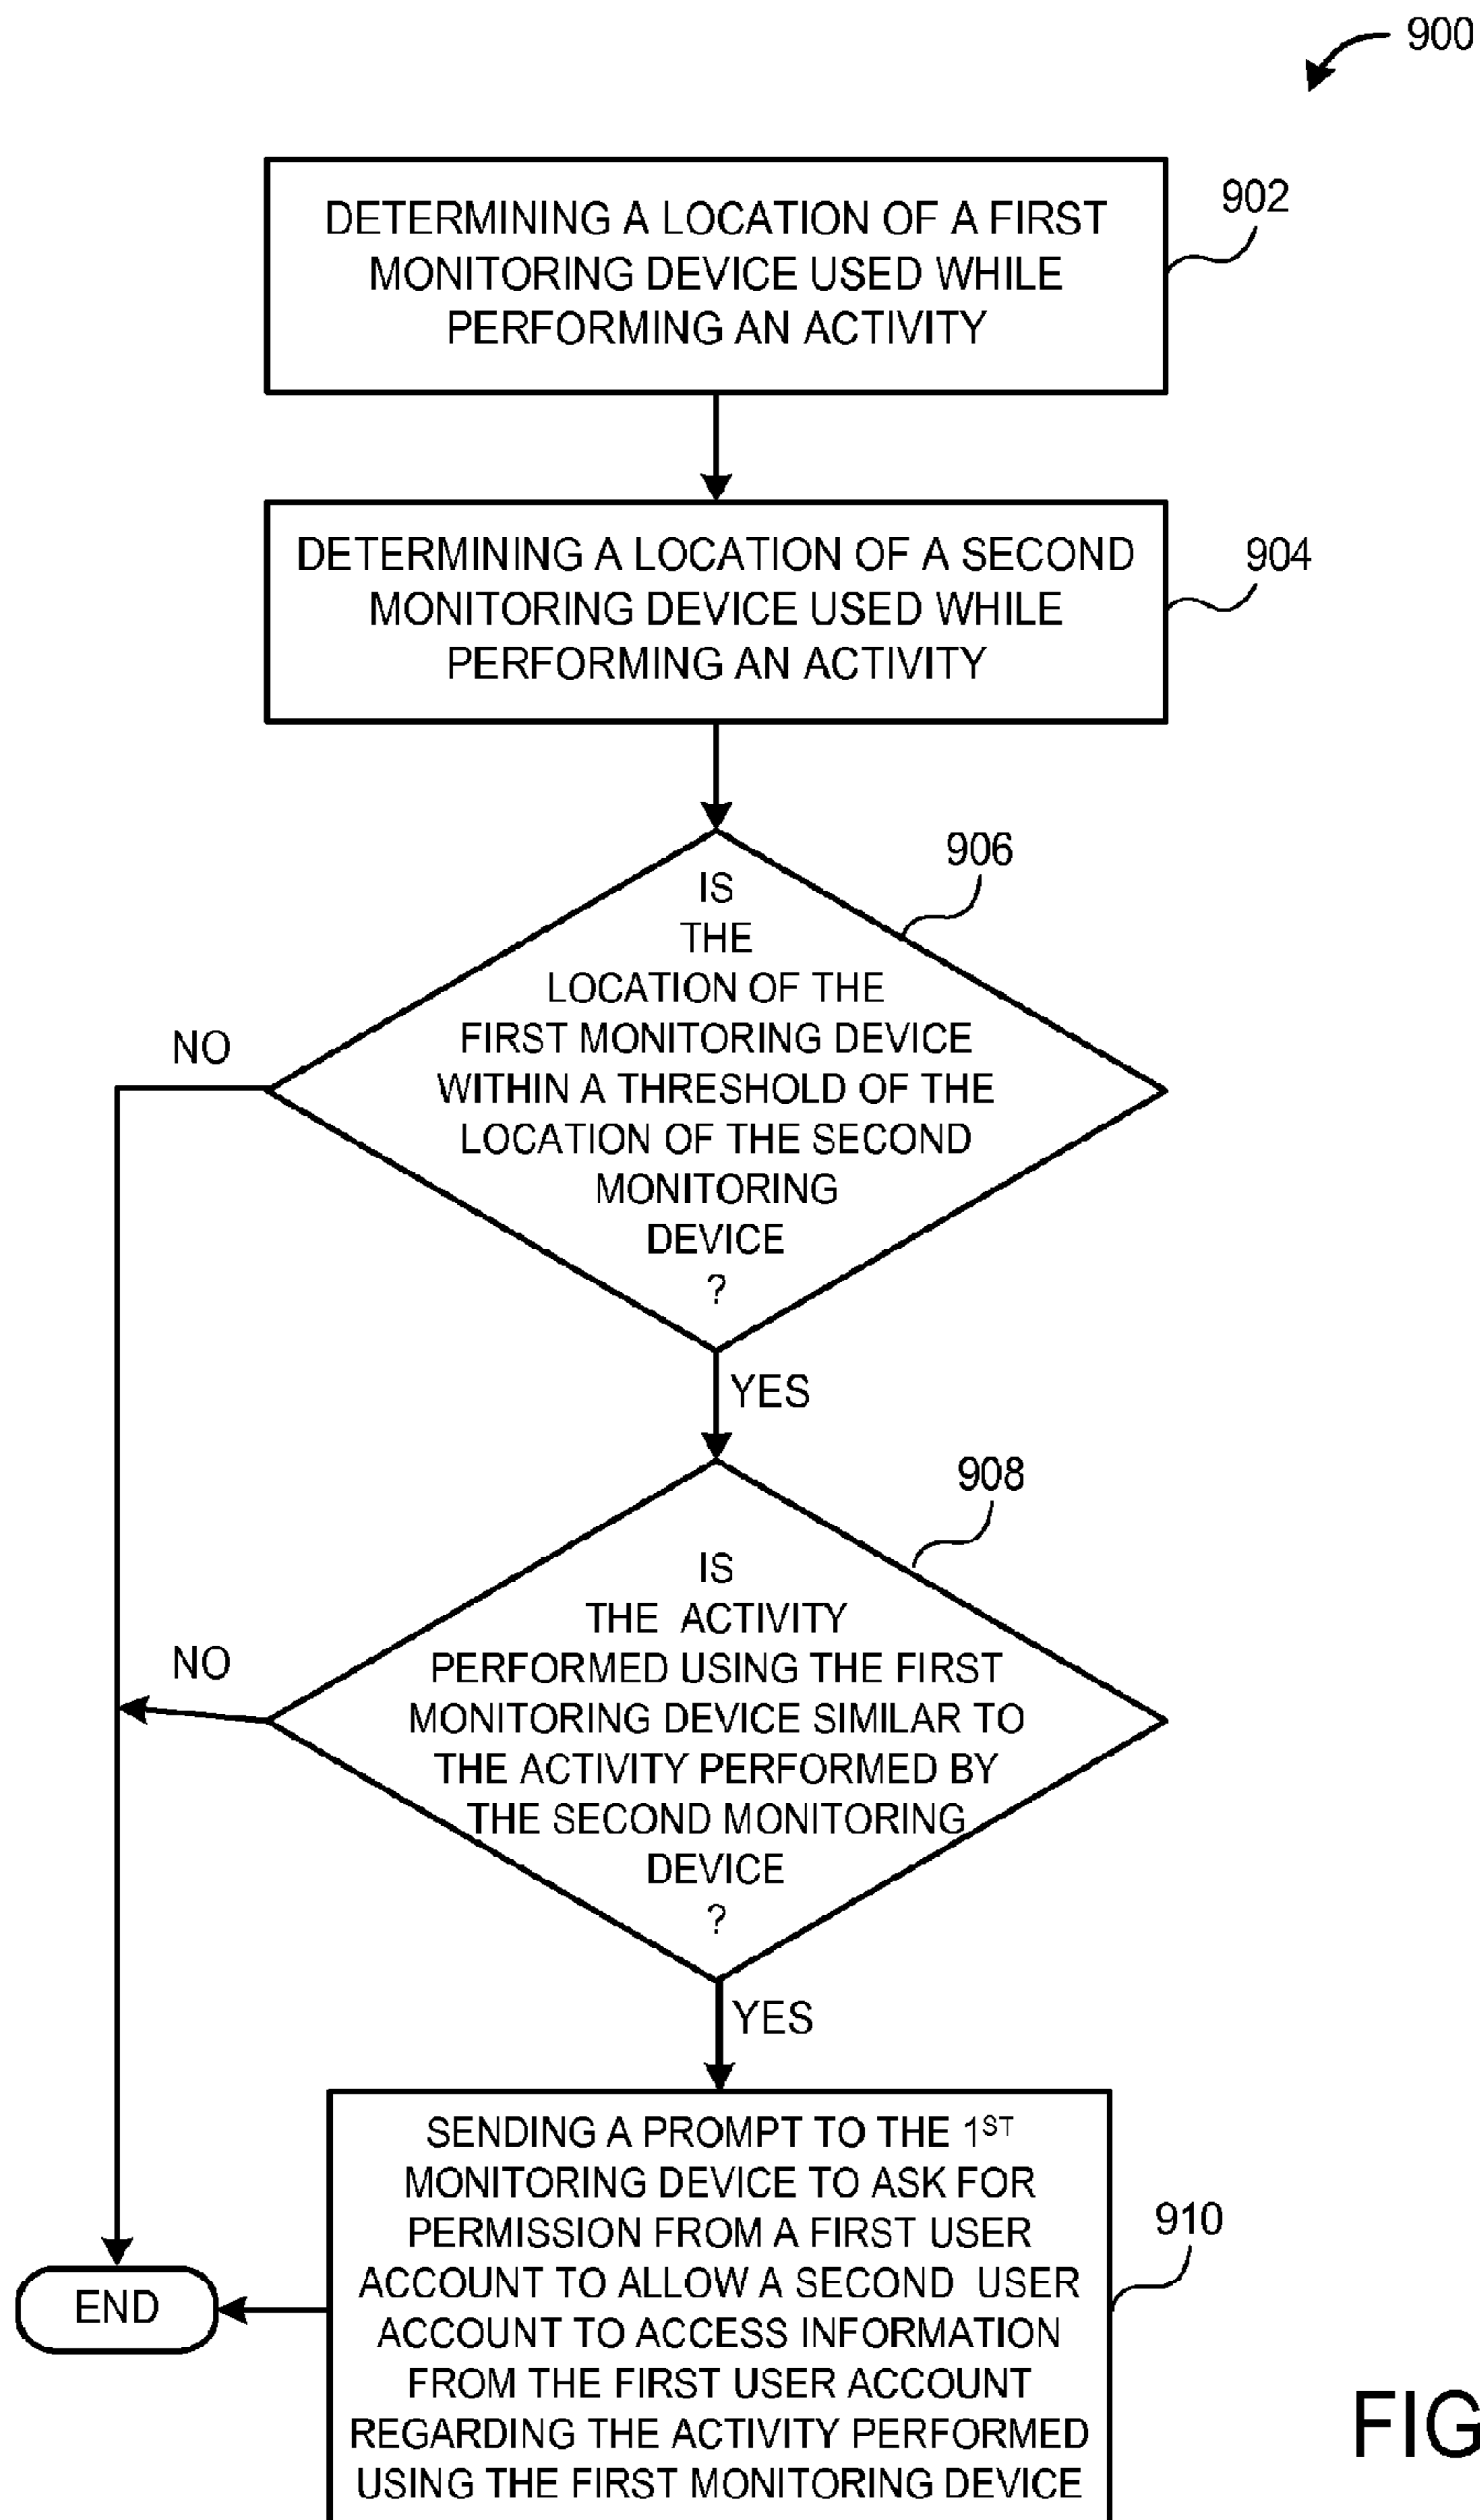 900
DETERMINING A LOCATION OF A FIRST
MONITORING DEVICE USED WHILE
PERFORMING AN ACTIVITY
902
DETERMINING A LOCATION OF A SECOND
MONITORING DEVICE USED WHILE
PERFORMING AN ACTIVITY
904
906
IS
THE
LOCATION OF THE
FIRST MONITORING DEVICE
WITHIN A THRESHOLD OF THE
LOCATION OF THE SECOND
MONITORING
DEVICE
?
NO
YES
908
IS
THE ACTIVITY
PERFORMED USING THE FIRST
MONITORING DEVICE SIMILAR TO
THE ACTIVITY PERFORMED BY
THE SECOND MONITORING
DEVICE
?
NO
YES
SENDING A PROMPT TO THE 1ST
MONITORING DEVICE TO ASK FOR
PERMISSION FROM A FIRST USER
ACCOUNT TO ALLOW A SECOND USER
ACCOUNT TO ACCESS INFORMATION
FROM THE FIRST USER ACCOUNT
REGARDING THE ACTIVITY PERFORMED
USING THE FIRST MONITORING DEVICE
910
END
FIG